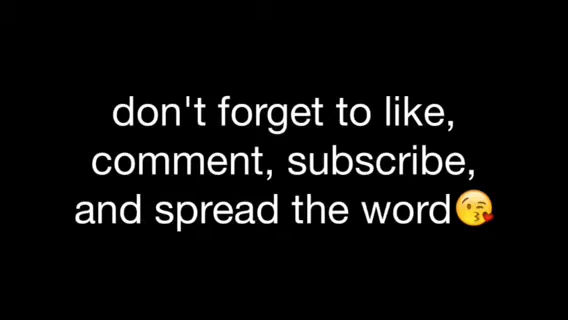 don't forget to like,
comment, subscribe,
and spread the word😘